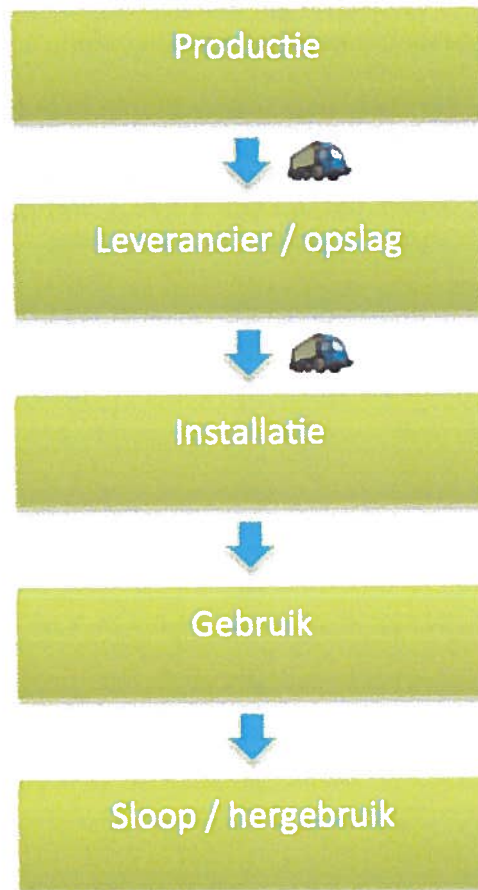 Productie
Leverancier / opslag
Installatie
Gebruik
Sloop / hergebruik